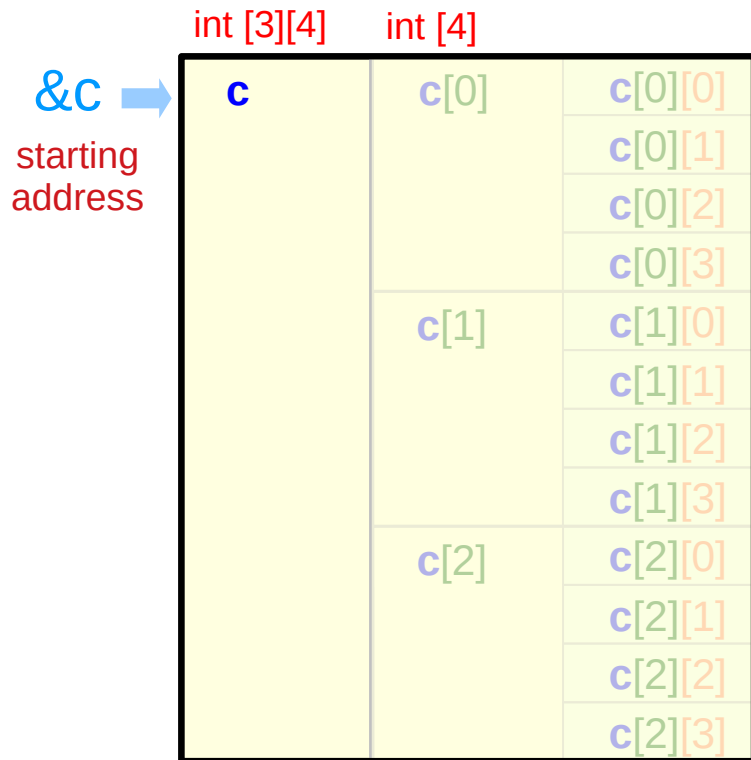 int [3][4] int [4]
&c c c[0] c[0][0]
starting c[0][1]
address c[0][2]
c[0][3]
c[1] c[1][0]
c[1][1]
c[1][2]
c[1][3]
c[2] c[2][0]
c[2][1]
c[2][2]
c[2][3]